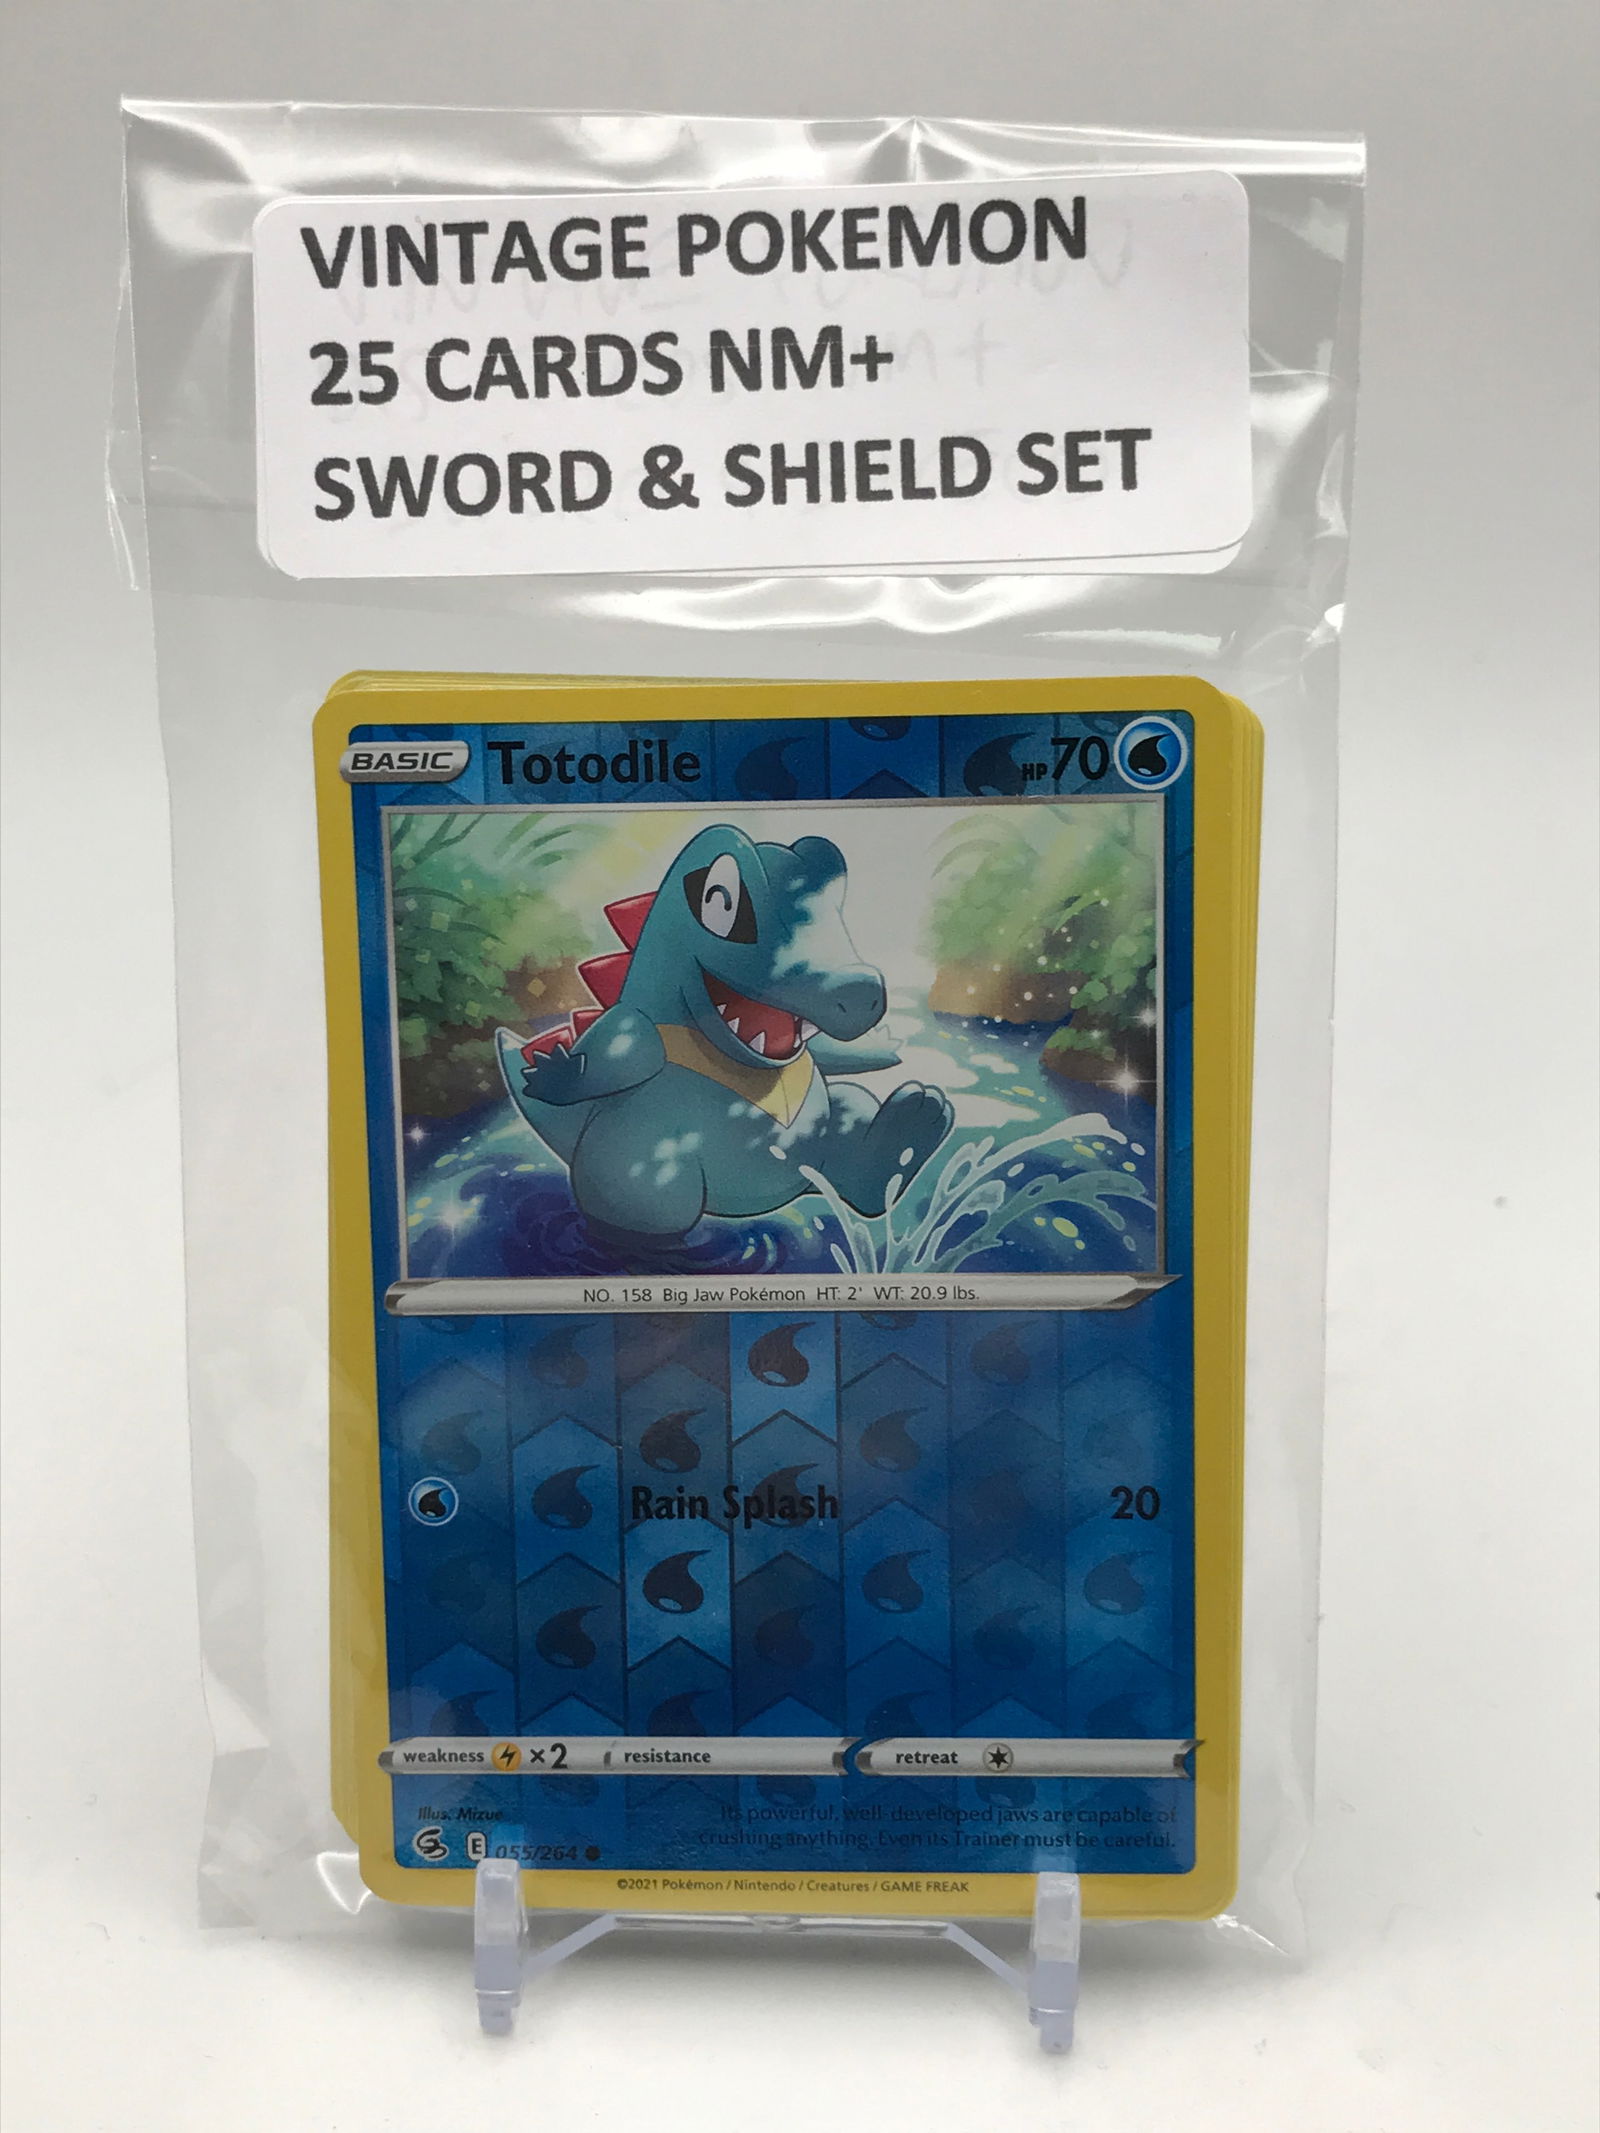 VINTAGE POKEMON
25 CARDS NM+
SWORD & SHIELD SET
BASIC Totodile HP 70
NO. 158 Big Jaw Pokémon HT: 2' WT: 20.9 lbs.
Rain Splash 20
weakness ×2 resistance retreat
Illus. Mizue
Its powerful, well-developed jaws are capable of
crushing anything. Even its Trainer must be careful.
E 055/264
©2021 Pokémon / Nintendo / Creatures / GAME FREAK